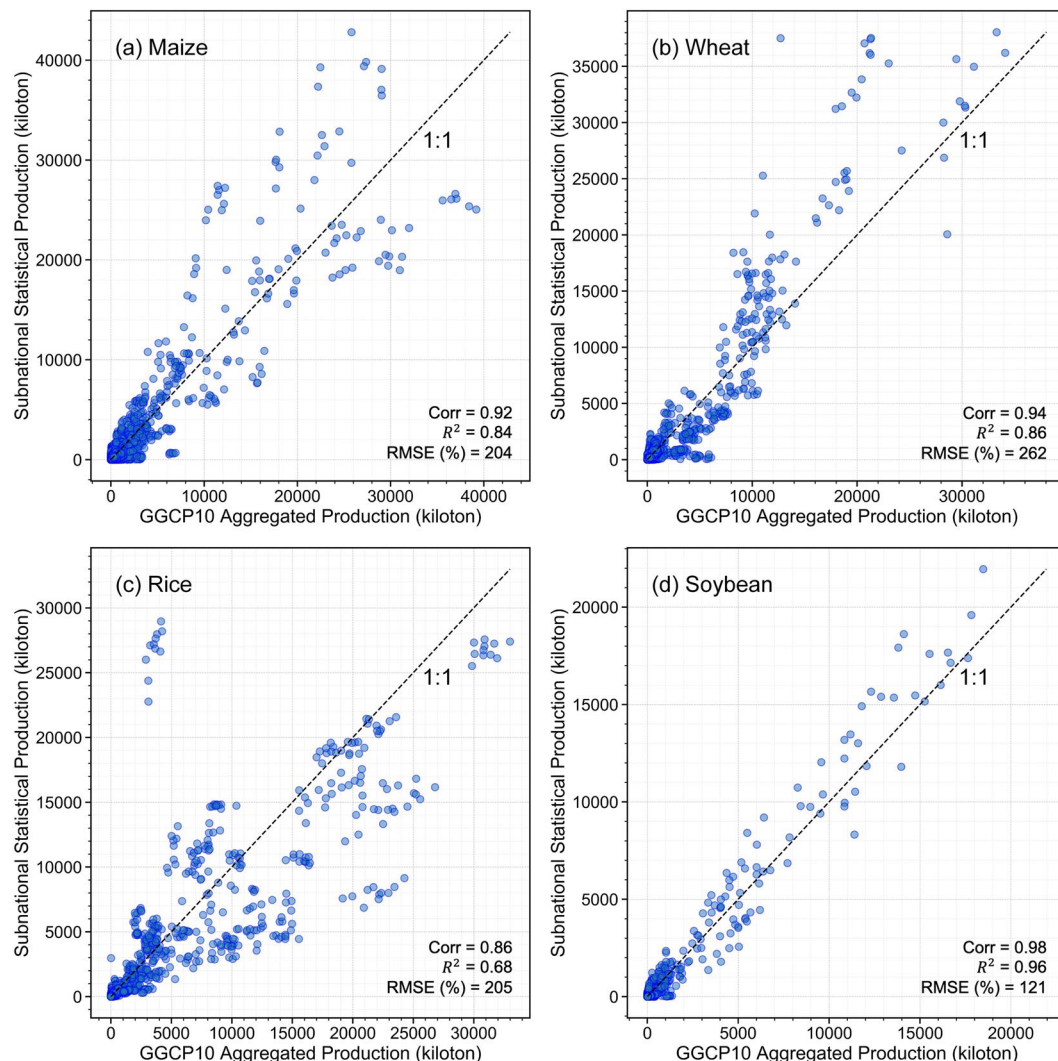 (a) Maize
Subnational Statistical Production (kiloton)
40000
30000
20000
10000
0
1:1
Corr = 0.92
R² = 0.84
RMSE (%) = 204
0 10000 20000 30000 40000
GGCP10 Aggregated Production (kiloton)
(b) Wheat
Subnational Statistical Production (kiloton)
35000
30000
25000
20000
15000
10000
5000
0
1:1
Corr = 0.94
R² = 0.86
RMSE (%) = 262
0 10000 20000 30000
GGCP10 Aggregated Production (kiloton)
(c) Rice
Subnational Statistical Production (kiloton)
30000
25000
20000
15000
10000
5000
0
1:1
Corr = 0.86
R² = 0.68
RMSE (%) = 205
0 5000 10000 15000 20000 25000 30000
GGCP10 Aggregated Production (kiloton)
(d) Soybean
Subnational Statistical Production (kiloton)
20000
15000
10000
5000
0
1:1
Corr = 0.98
R² = 0.96
RMSE (%) = 121
0 5000 10000 15000 20000
GGCP10 Aggregated Production (kiloton)